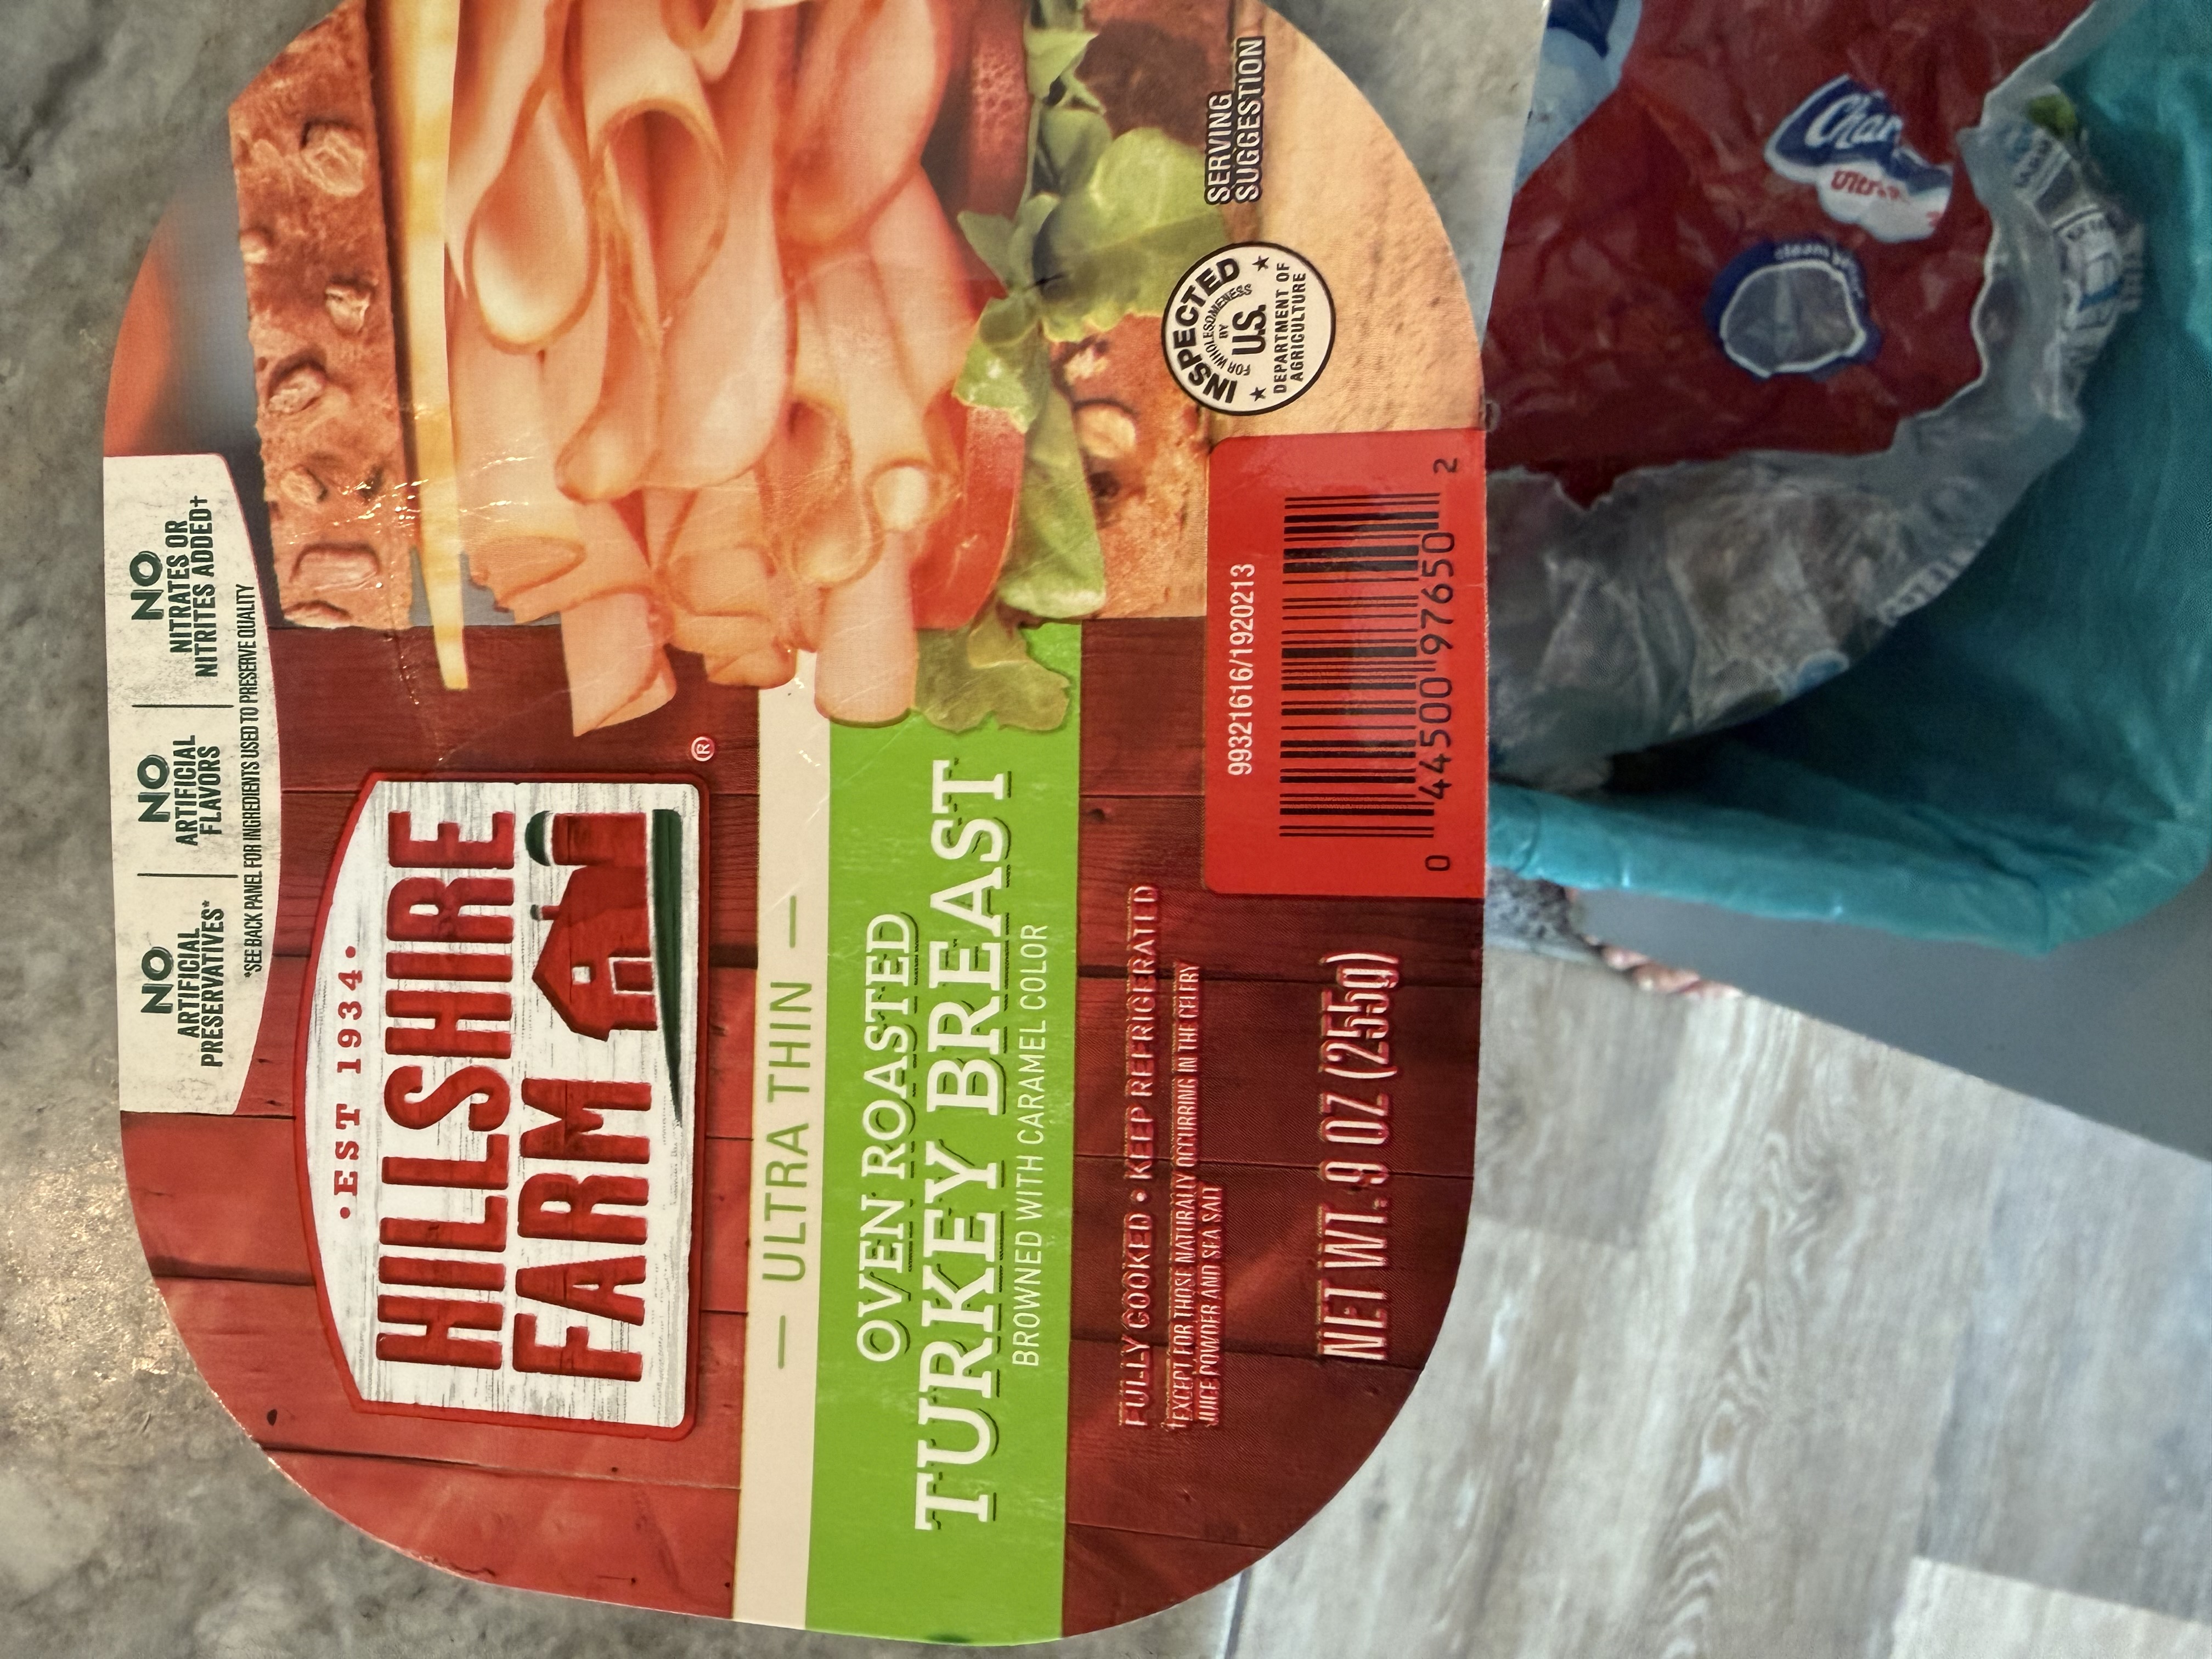 NO
ARTIFICIAL
PRESERVATIVES*
NO
ARTIFICIAL
FLAVORS
NO
NITRATES OR
NITRITES ADDED†
*SEE BACK PANEL FOR INGREDIENTS USED TO PRESERVE QUALITY
• EST 1934 •
HILLSHIRE
FARM
®
— ULTRA THIN —
OVEN ROASTED
TURKEY BREAST
BROWNED WITH CARAMEL COLOR
FULLY COOKED • KEEP REFRIGERATED
†EXCEPT FOR THOSE NATURALLY OCCURRING IN THE CELERY
JUICE POWDER AND SEA SALT
NET WT. 9 OZ (255g)
99321616/1920213
0 44500 97650 2
INSPECTED
FOR WHOLESOMENESS
BY
U.S.
DEPARTMENT OF
AGRICULTURE
SERVING
SUGGESTION
Char
Ultra
clean